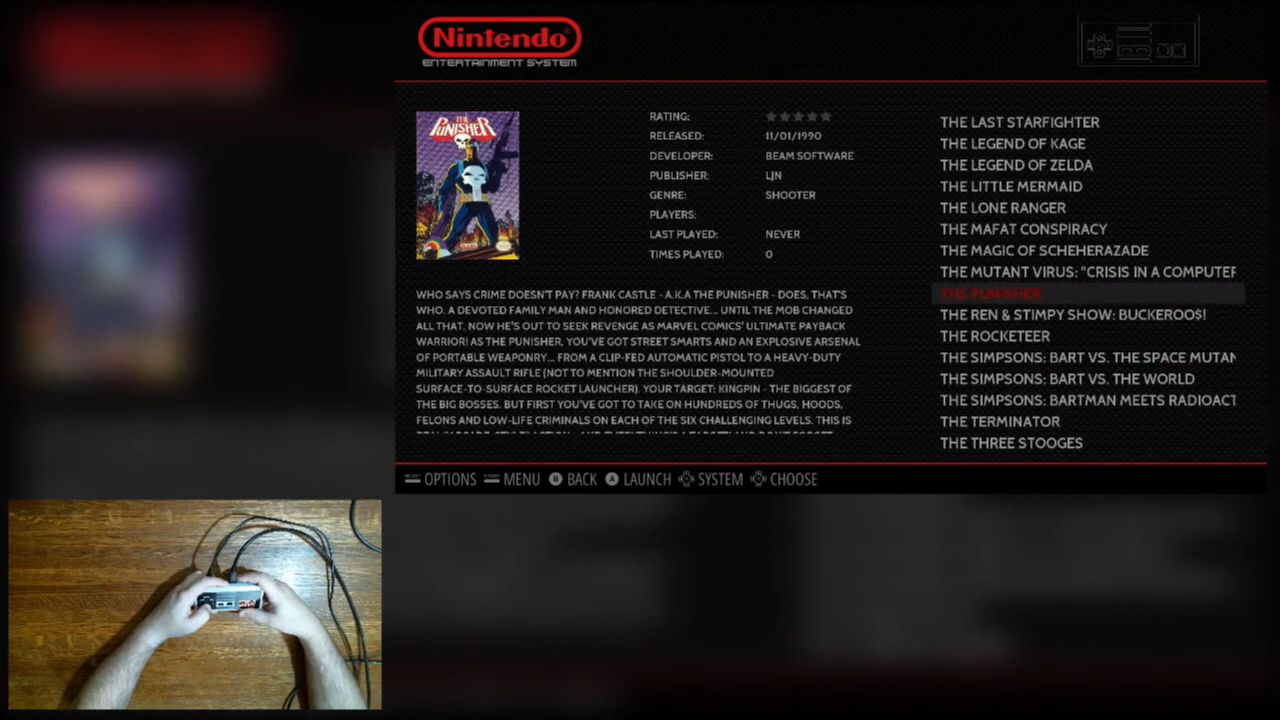 Nintendo
ENTERTAINMENT SYSTEM
THE PUNISHER
RATING:
RELEASED: 11/01/1990
DEVELOPER: BEAM SOFTWARE
PUBLISHER: LJN
GENRE: SHOOTER
PLAYERS:
LAST PLAYED: NEVER
TIMES PLAYED: 0
WHO SAYS CRIME DOESN'T PAY? FRANK CASTLE - A.K.A THE PUNISHER - DOES, THAT'S
WHO. A DEVOTED FAMILY MAN AND HONORED DETECTIVE... UNTIL THE MOB CHANGED
ALL THAT. NOW HE'S OUT TO SEEK REVENGE AS MARVEL COMICS' ULTIMATE PAYBACK
WARRIOR! AS THE PUNISHER, YOU'VE GOT STREET SMARTS AND AN EXPLOSIVE ARSENAL
OF PORTABLE WEAPONRY... FROM A CLIP-FED AUTOMATIC PISTOL TO A HEAVY-DUTY
MILITARY ASSAULT RIFLE (NOT TO MENTION THE SHOULDER-MOUNTED
SURFACE-TO-SURFACE ROCKET LAUNCHER). YOUR TARGET: KINGPIN - THE BIGGEST OF
THE BIG BOSSES. BUT FIRST YOU'VE GOT TO TAKE ON HUNDREDS OF THUGS, HOODS,
FELONS AND LOW-LIFE CRIMINALS ON EACH OF THE SIX CHALLENGING LEVELS. THIS IS
THE LAST STARFIGHTER
THE LEGEND OF KAGE
THE LEGEND OF ZELDA
THE LITTLE MERMAID
THE LONE RANGER
THE MAFAT CONSPIRACY
THE MAGIC OF SCHEHERAZADE
THE MUTANT VIRUS: "CRISIS IN A COMPUTER
THE PUNISHER
THE REN & STIMPY SHOW: BUCKEROO$!
THE ROCKETEER
THE SIMPSONS: BART VS. THE SPACE MUTAN
THE SIMPSONS: BART VS. THE WORLD
THE SIMPSONS: BARTMAN MEETS RADIOACT
THE TERMINATOR
THE THREE STOOGES
SELECT OPTIONS START MENU B BACK A LAUNCH SYSTEM CHOOSE